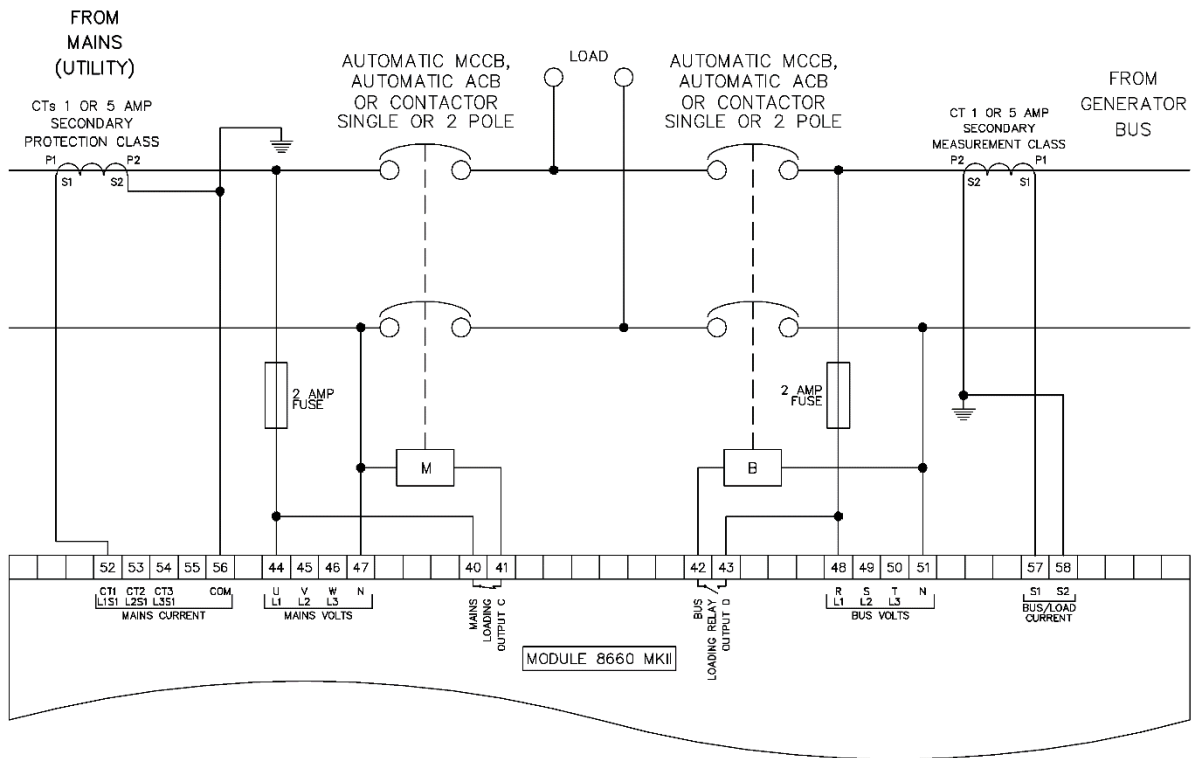 FROM
MAINS
(UTILITY)
CTs 1 OR 5 AMP
SECONDARY
PROTECTION CLASS
P1
P2
S1
S2
AUTOMATIC MCCB,
AUTOMATIC ACB
OR CONTACTOR
SINGLE OR 2 POLE
LOAD
AUTOMATIC MCCB,
AUTOMATIC ACB
OR CONTACTOR
SINGLE OR 2 POLE
FROM
GENERATOR
BUS
CT 1 OR 5 AMP
SECONDARY
MEASUREMENT CLASS
P2
P1
S2
S1
2 AMP
FUSE
2 AMP
FUSE
M
B
52 53 54 55 56 44 45 46 47 40 41 42 43 48 49 50 51 57 58
CT1 CT2 CT3 COM
L1S1 L2S1 L3S1
MAINS CURRENT
U V W N
L1 L2 L3
MAINS VOLTS
MAINS
LOADING
OUTPUT C
BUS
LOADING RELAY
OUTPUT D
R S T N
L1 L2 L3
BUS VOLTS
S1 S2
BUS/LOAD
CURRENT
MODULE 8660 MKII